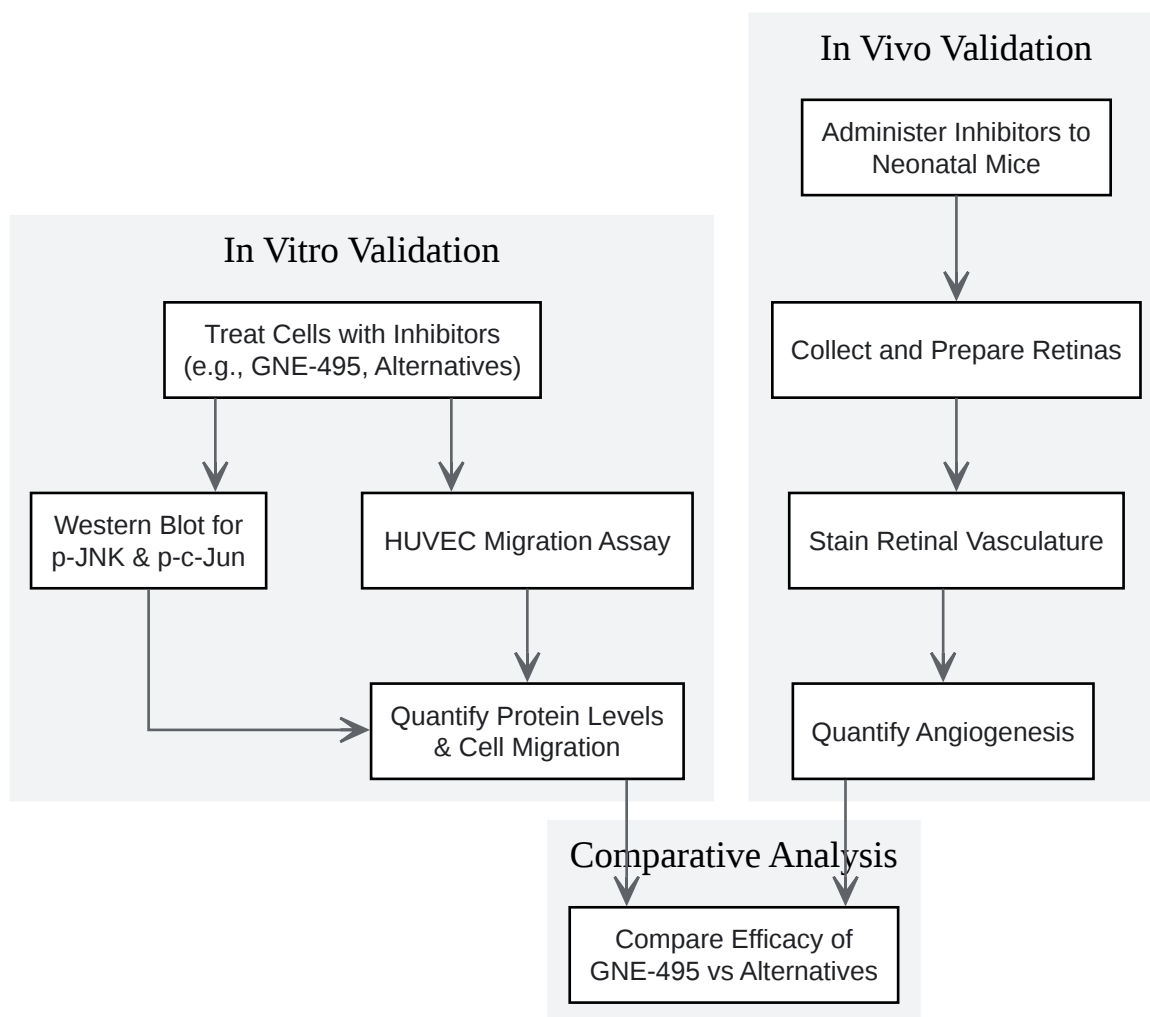 In Vitro Validation
Treat Cells with Inhibitors
(e.g., GNE-495, Alternatives)
Western Blot for
p-JNK & p-c-Jun
HUVEC Migration Assay
Quantify Protein Levels
& Cell Migration
In Vivo Validation
Administer Inhibitors to
Neonatal Mice
Collect and Prepare Retinas
Stain Retinal Vasculature
Quantify Angiogenesis
Comparative Analysis
Compare Efficacy of
GNE-495 vs Alternatives